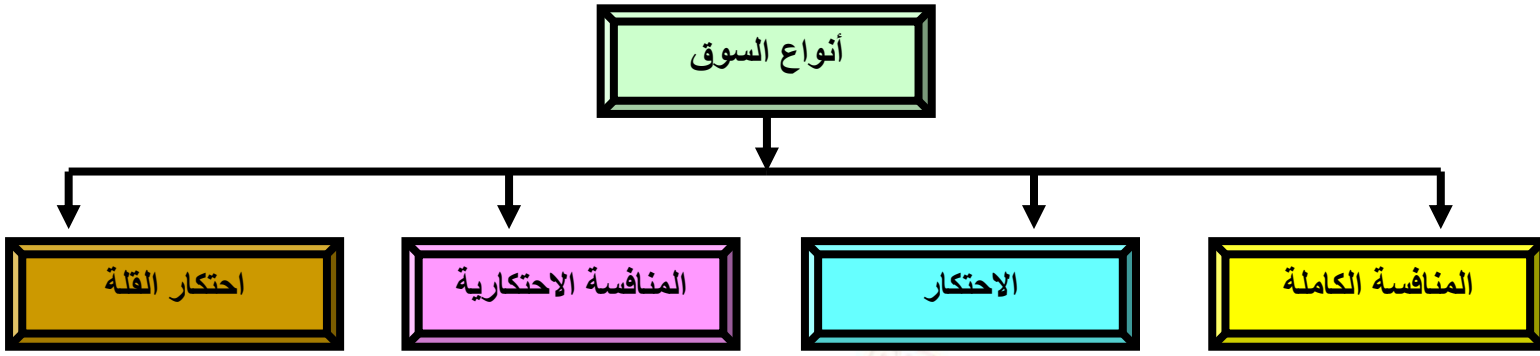 أنواع السوق
المنافسة الكاملة
الاحتكار
المنافسة الاحتكارية
احتكار القلة